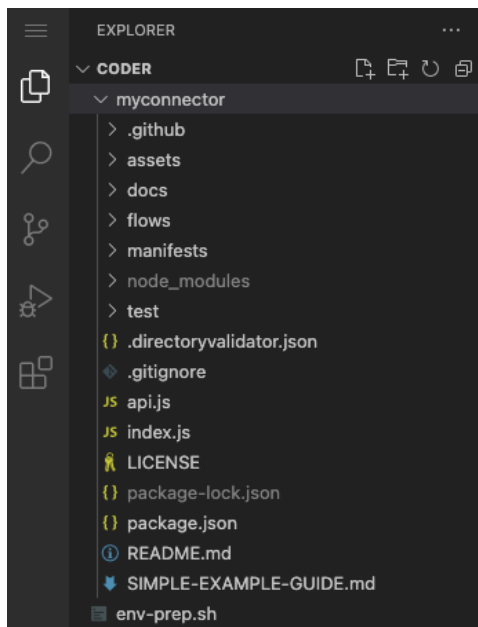 EXPLORER
CODER
myconnector
.github
assets
docs
flows
manifests
node_modules
test
{} .directoryvalidator.json
.gitignore
JS api.js
JS index.js
LICENSE
{} package-lock.json
{} package.json
README.md
SIMPLE-EXAMPLE-GUIDE.md
env-prep.sh